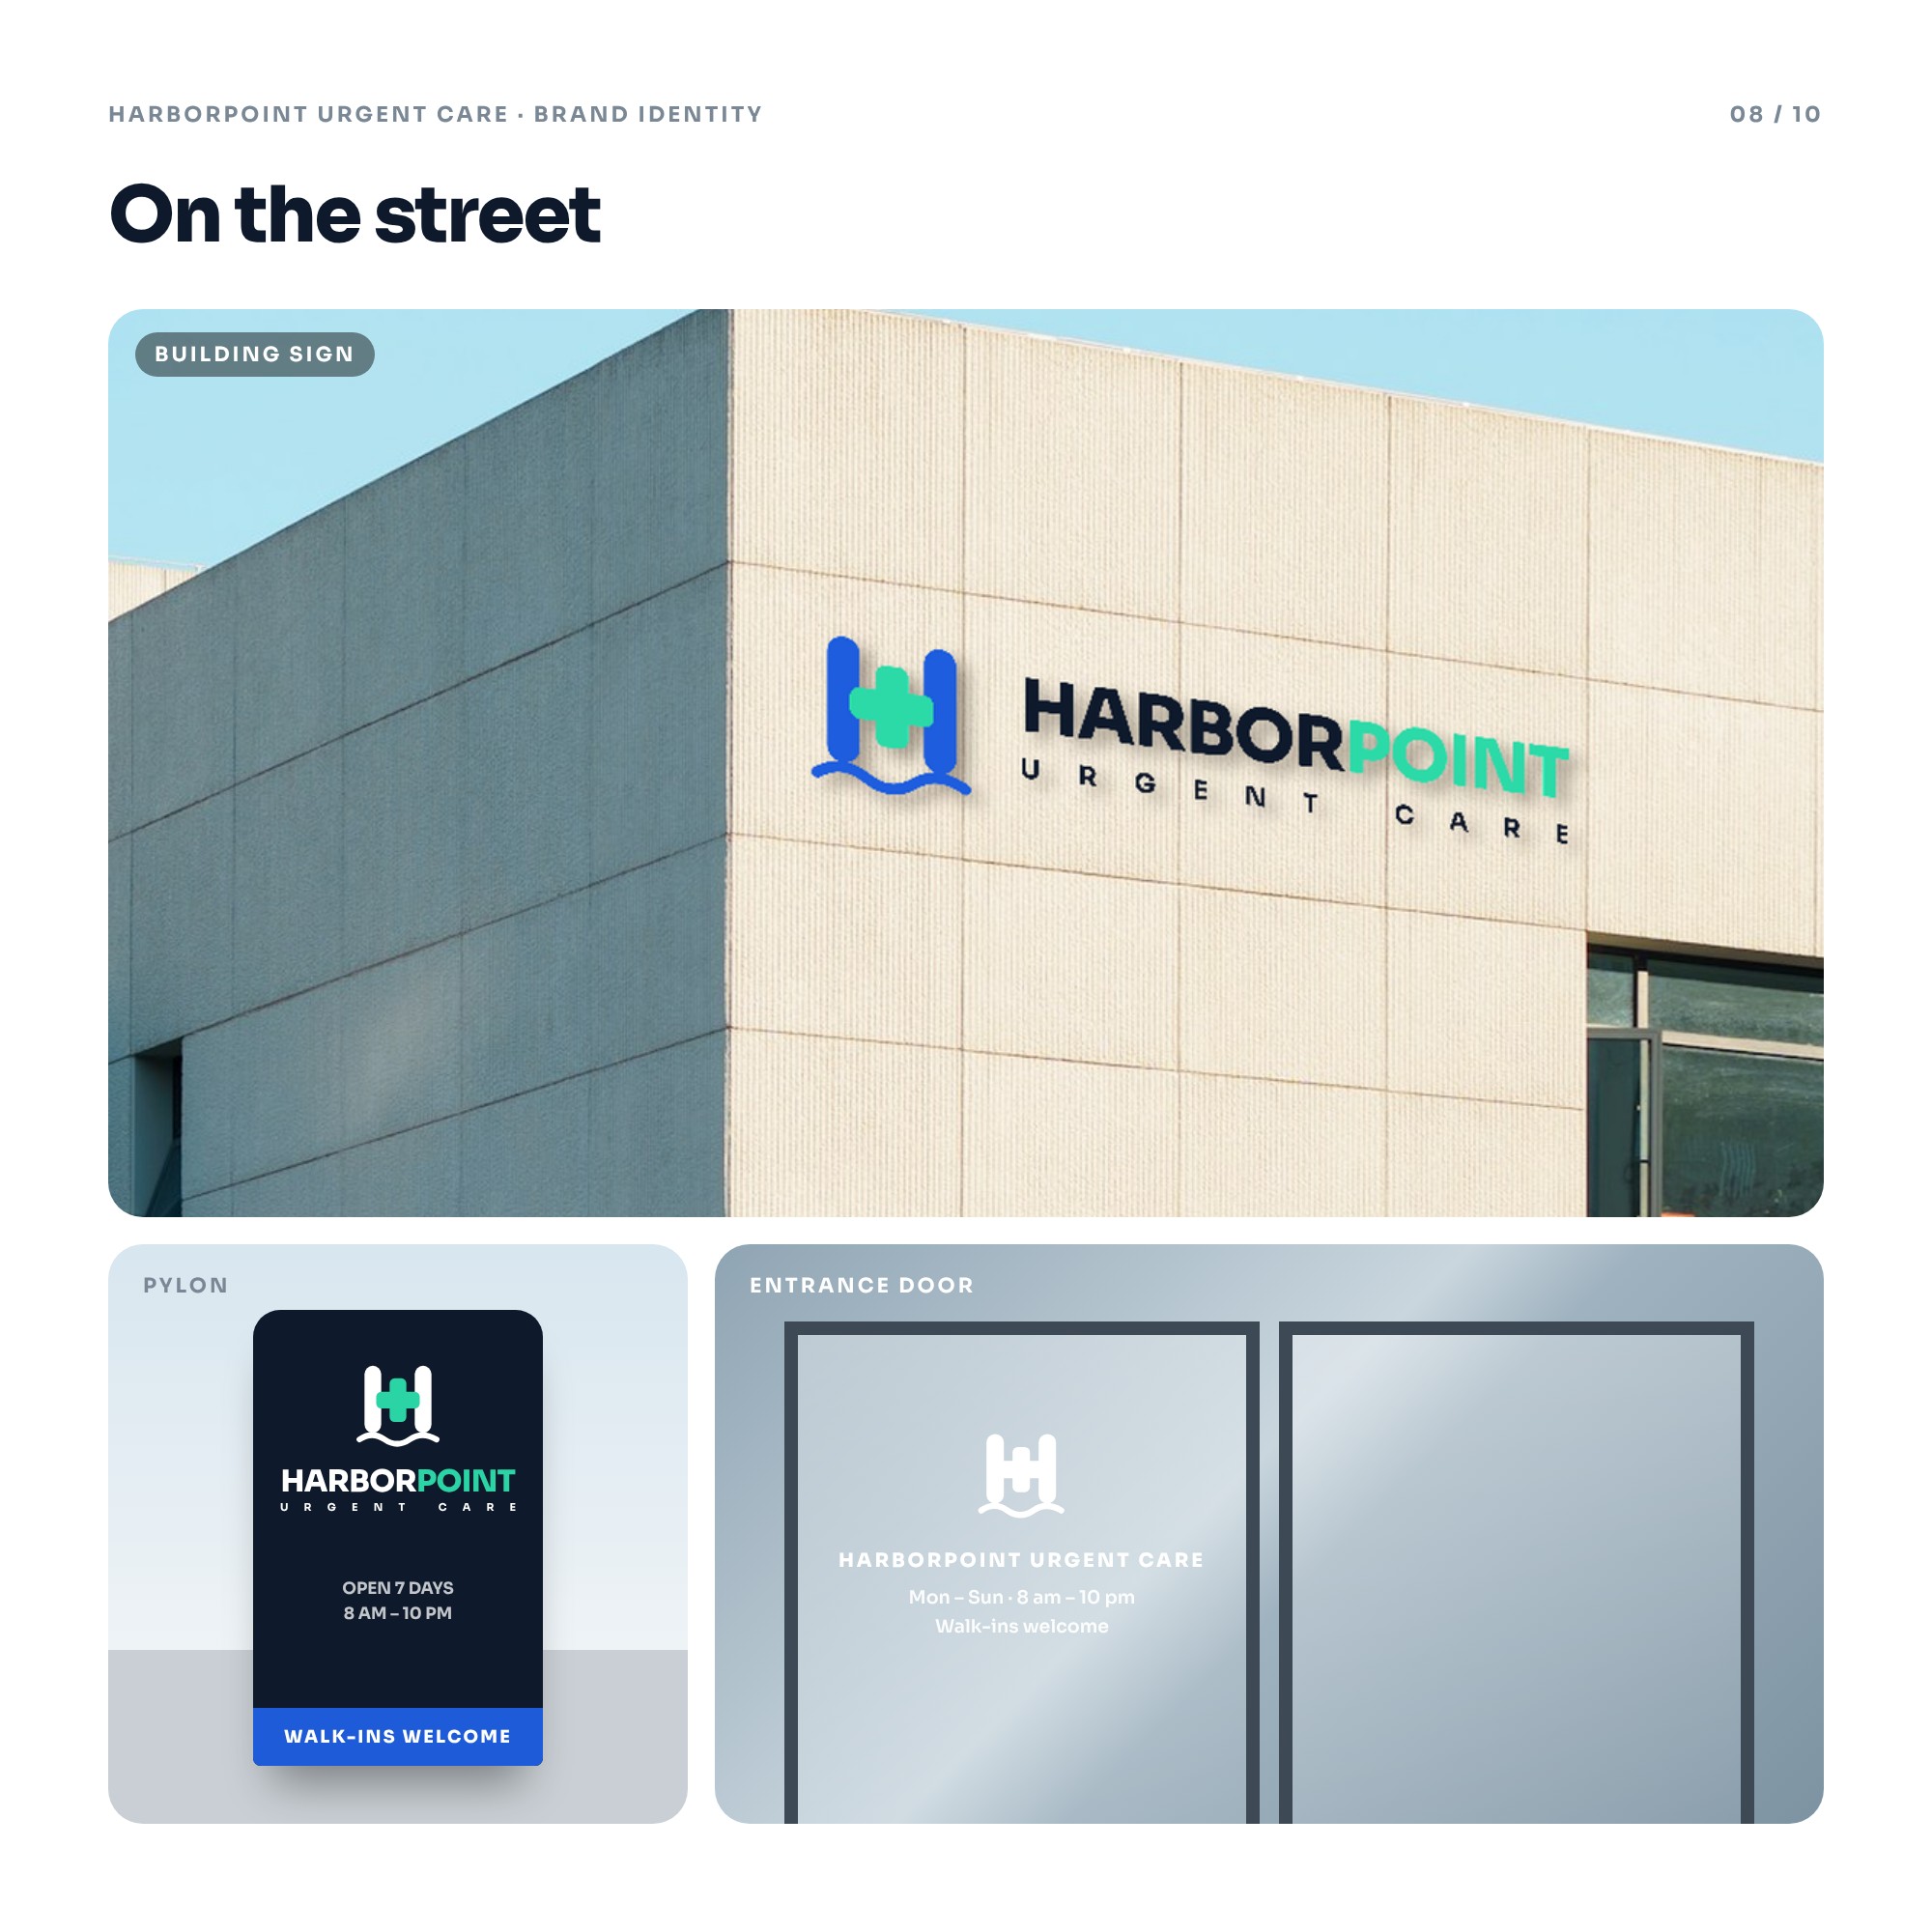 HARBORPOINT URGENT CARE · BRAND IDENTITY
08 / 10
On the street
BUILDING SIGN
HARBORPOINT
URGENT CARE
PYLON
HARBORPOINT
URGENT CARE
OPEN 7 DAYS
8 AM – 10 PM
WALK-INS WELCOME
ENTRANCE DOOR
HARBORPOINT URGENT CARE
Mon – Sun · 8 am – 10 pm
Walk-ins welcome